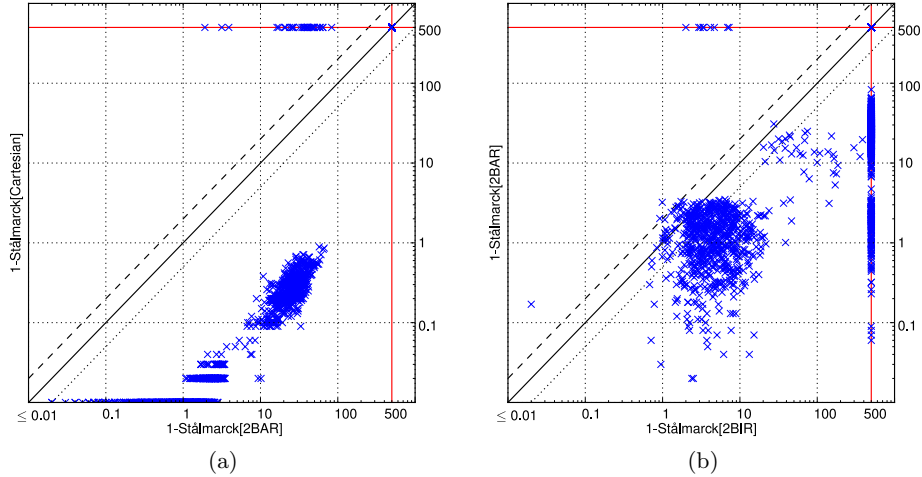 500
100
10
1
0.1
1-Stålmarck[Cartesian]
≤ 0.01 0.1 1 10 100 500
1-Stålmarck[2BAR]
(a)
500
100
10
1
0.1
1-Stålmarck[2BAR]
≤ 0.01 0.1 1 10 100 500
1-Stålmarck[2BIR]
(b)